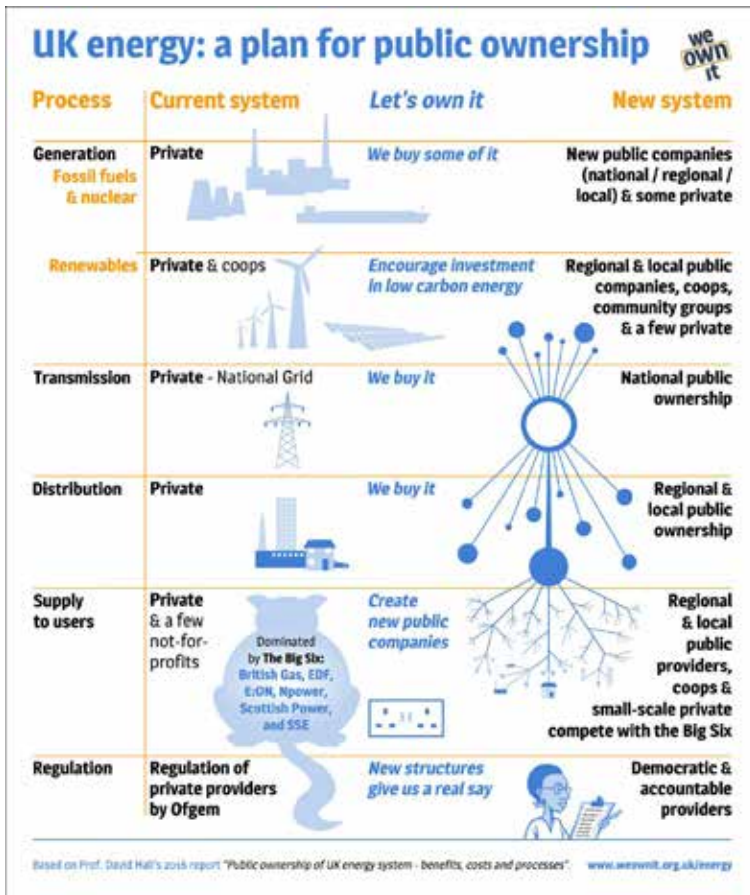 UK energy: a plan for public ownership
we
own
it
Process Current system Let's own it New system
Generation
Fossil fuels
& nuclear
Private
We buy some of it
New public companies
(national / regional /
local) & some private
Renewables
Private & coops
Encourage investment
in low carbon energy
Regional & local public
companies, coops,
community groups
& a few private
Transmission
Private - National Grid
We buy it
National public
ownership
Distribution
Private
We buy it
Regional &
local public
ownership
Supply
to users
Private
& a few
not-for-
profits
Dominated
by The Big Six:
British Gas, EDF,
E:ON, Npower,
Scottish Power,
and SSE
Create
new public
companies
Regional
& local
public
providers,
coops &
small-scale private
compete with the Big Six
Regulation
Regulation of
private providers
by Ofgem
New structures
give us a real say
Democratic &
accountable
providers
Based on Prof. David Hall's 2016 report "Public ownership of UK energy system - benefits, costs and processes". www.weownit.org.uk/energy